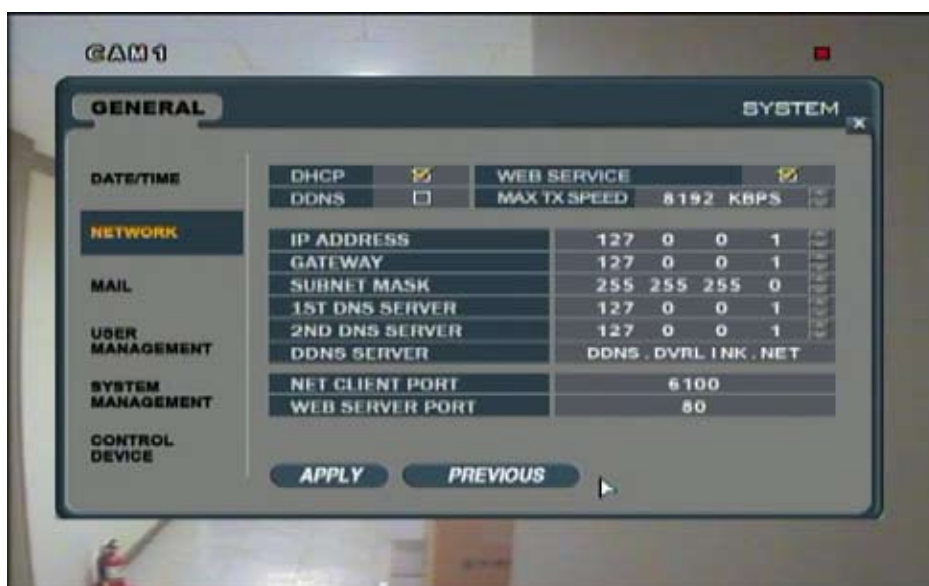 CAM 1
GENERAL
SYSTEM
DATE/TIME
NETWORK
MAIL
USER
MANAGEMENT
SYSTEM
MANAGEMENT
CONTROL
DEVICE
DHCP
WEB SERVICE
DDNS
MAX TX SPEED 8192 KBPS
IP ADDRESS 127 0 0 1
GATEWAY 127 0 0 1
SUBNET MASK 255 255 255 0
1ST DNS SERVER 127 0 0 1
2ND DNS SERVER 127 0 0 1
DDNS SERVER DDNS.DVRLINK.NET
NET CLIENT PORT 6100
WEB SERVER PORT 80
APPLY
PREVIOUS